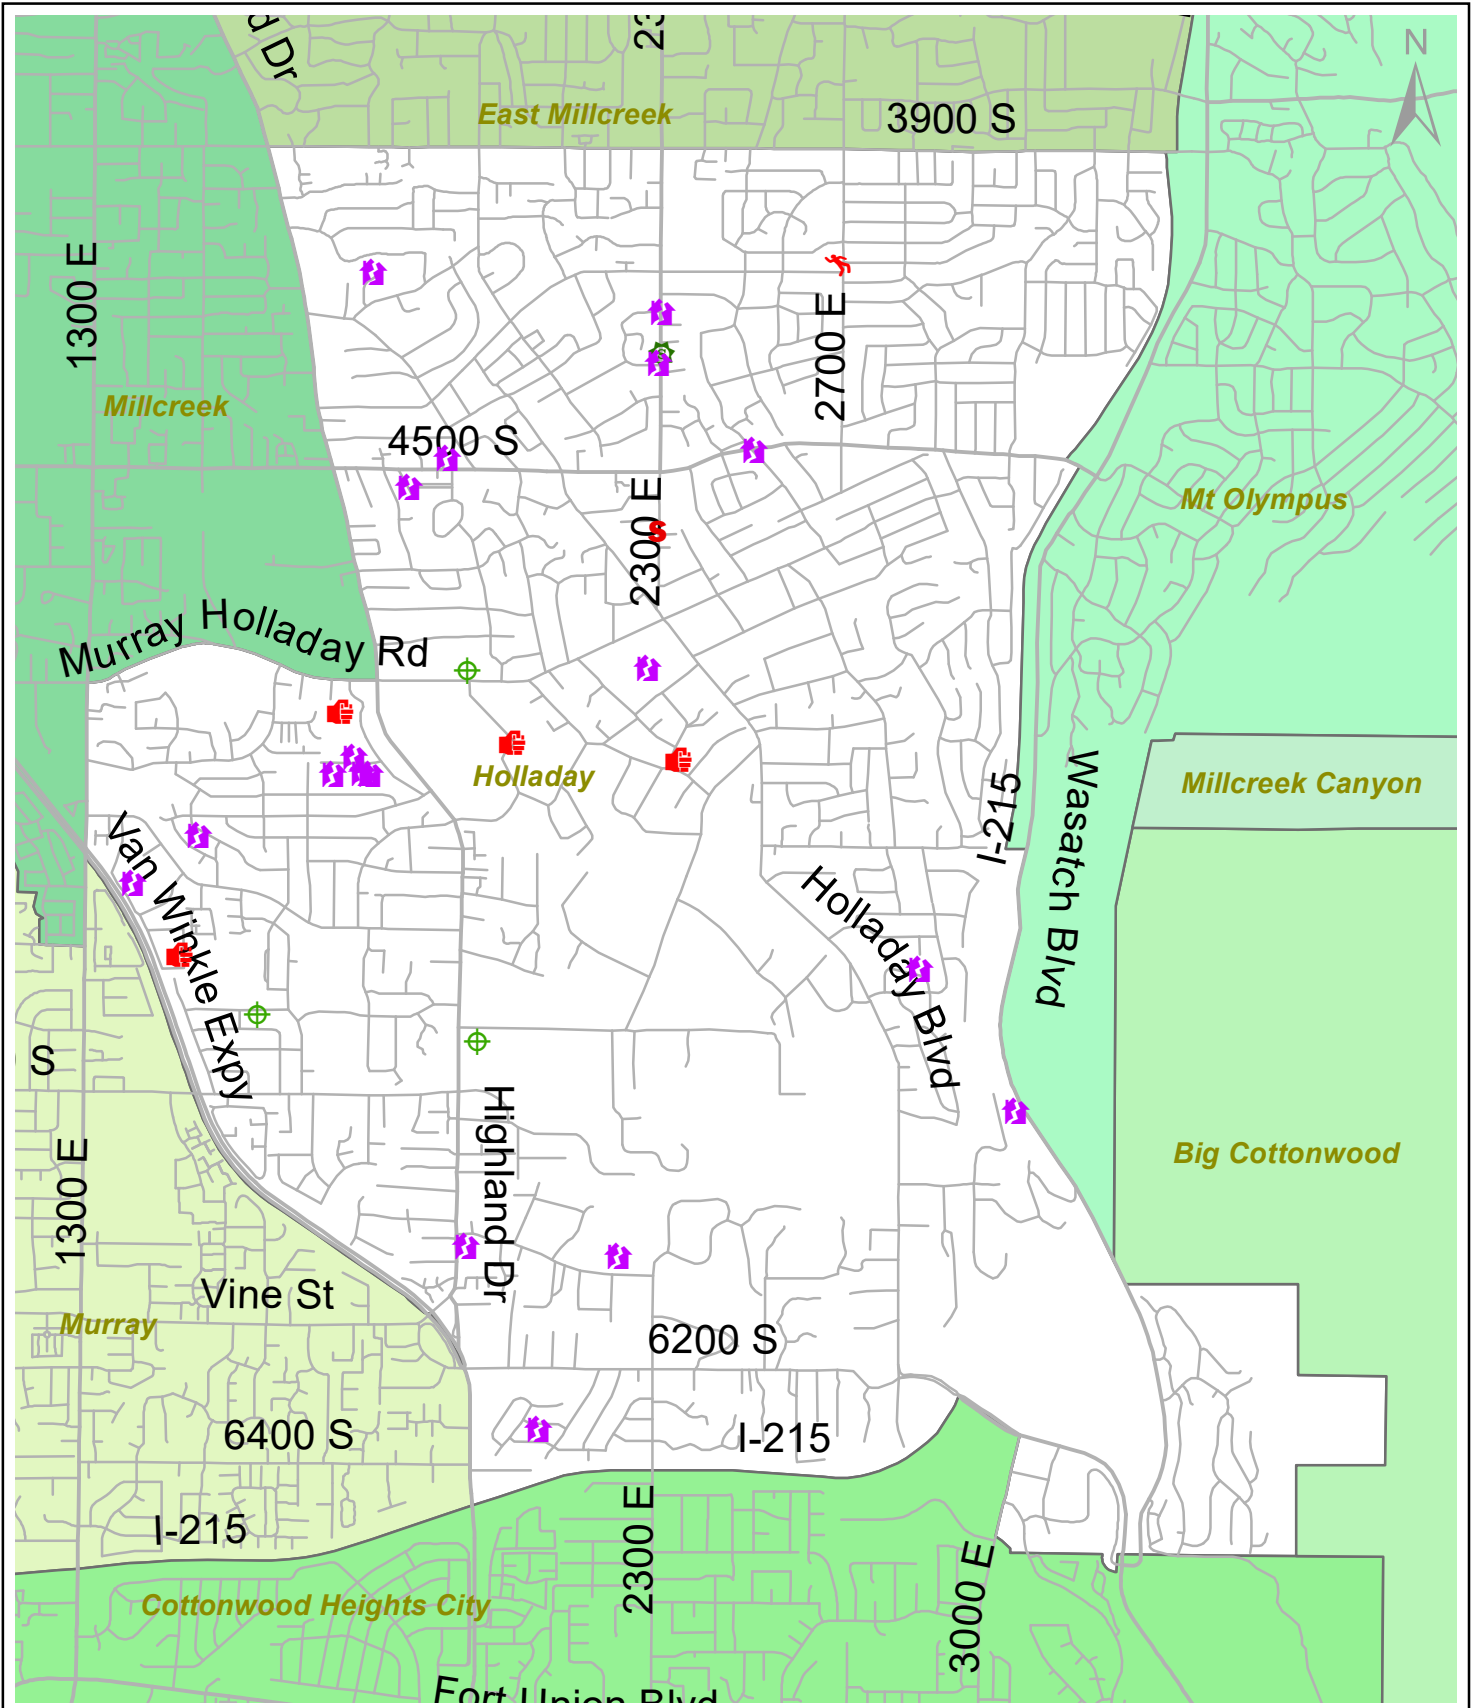 d Dr
23
N
East Millcreek
3900 S
1300 E
2700 E
Millcreek
4500 S
Mt Olympus
2300 E
S
Murray Holladay Rd
Holladay
I-215
Wasatch Blvd
Millcreek Canyon
Van Winkle Expy
Holladay Blvd
S
Highland Dr
1300 E
Big Cottonwood
Vine St
Murray
6200 S
6400 S
I-215
I-215
2300 E
3000 E
Cottonwood Heights City
Fort Union Blvd